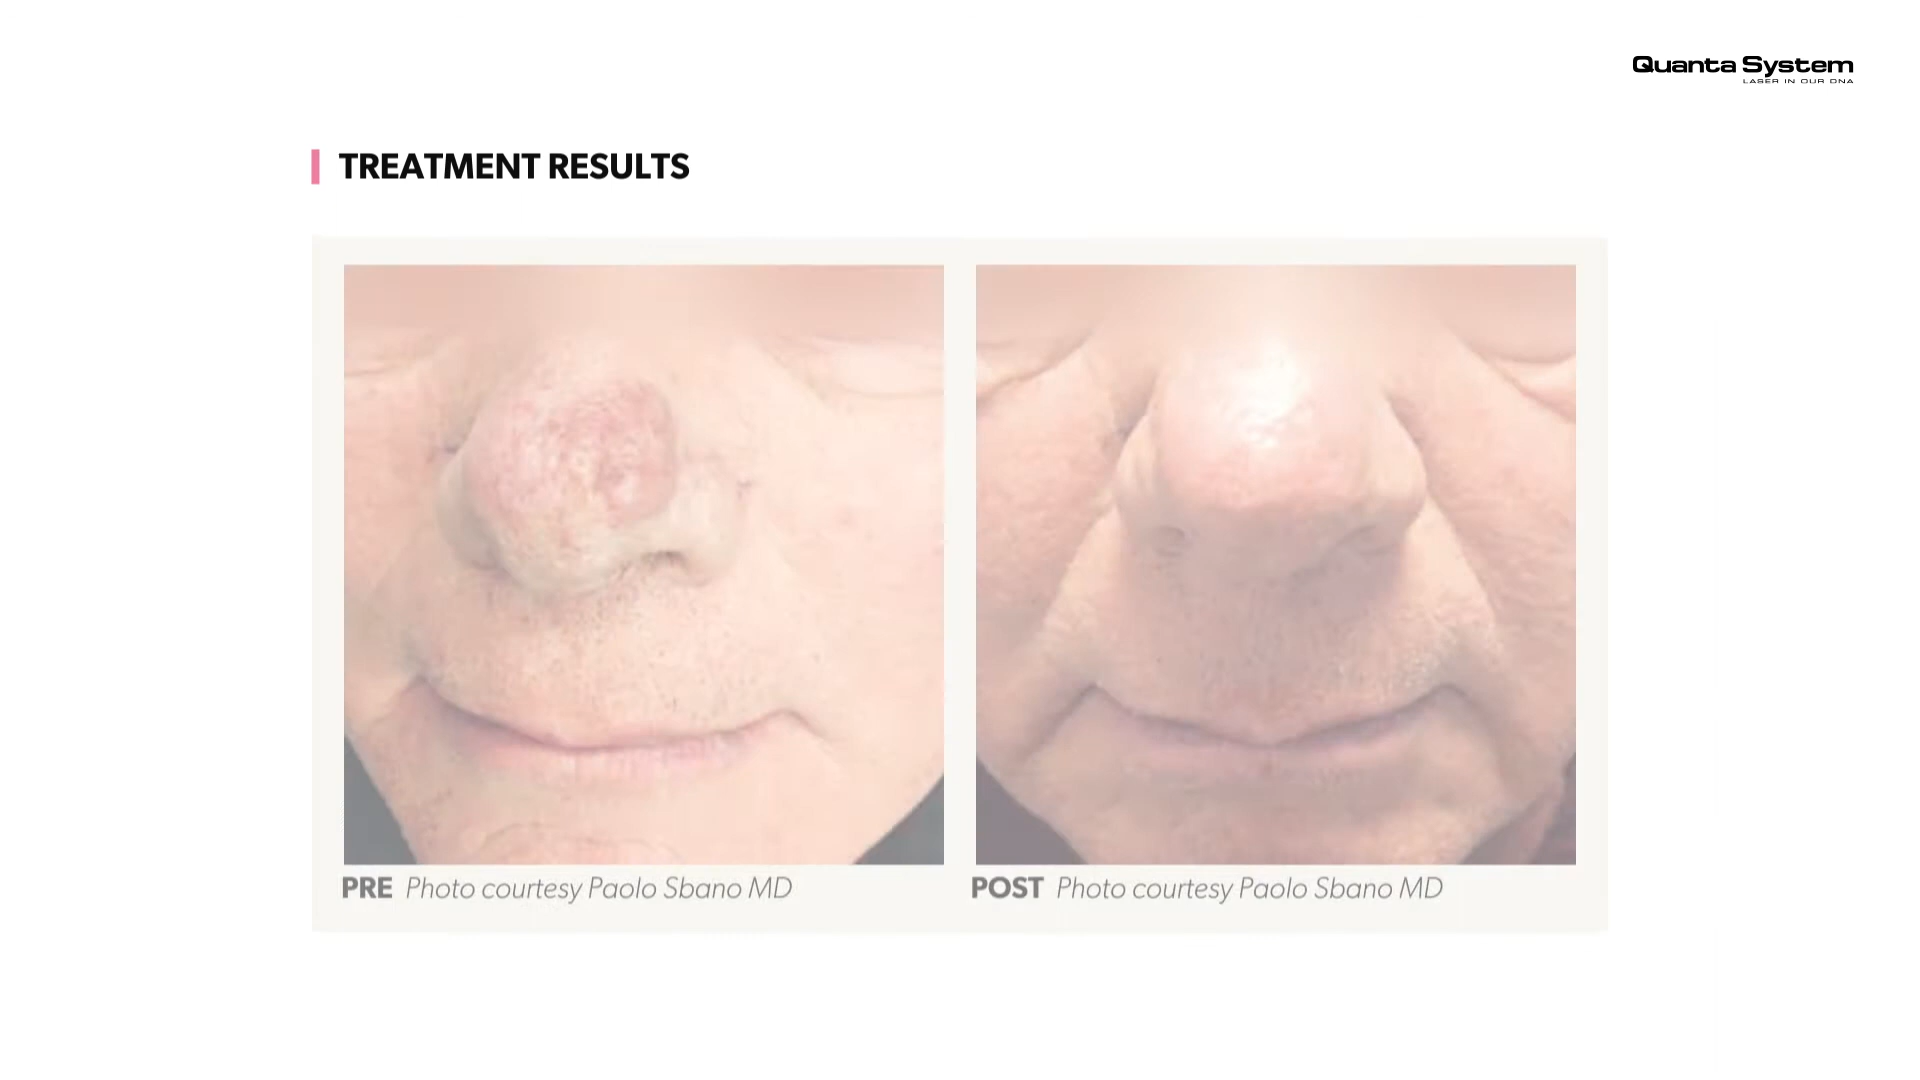 Quanta System
LASER IN OUR DNA
TREATMENT RESULTS
PRE Photo courtesy Paolo Sbano MD
POST Photo courtesy Paolo Sbano MD